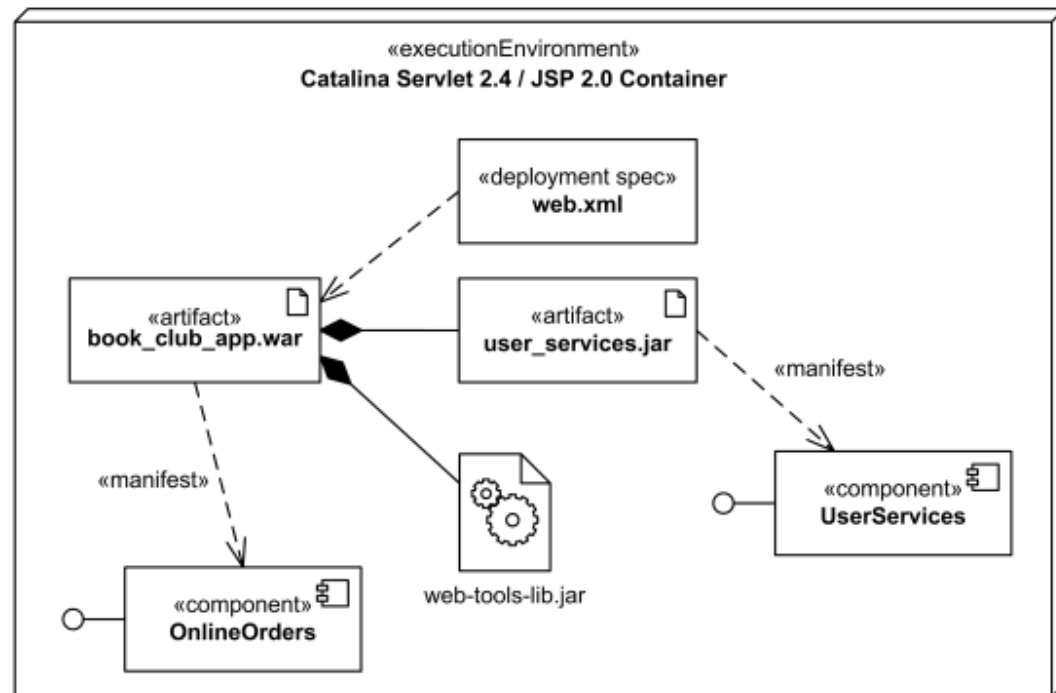 «executionEnvironment»
Catalina Servlet 2.4 / JSP 2.0 Container
«deployment spec»
web.xml
«artifact»
book_club_app.war
«artifact»
user_services.jar
«manifest»
«manifest»
«component»
UserServices
web-tools-lib.jar
«component»
OnlineOrders